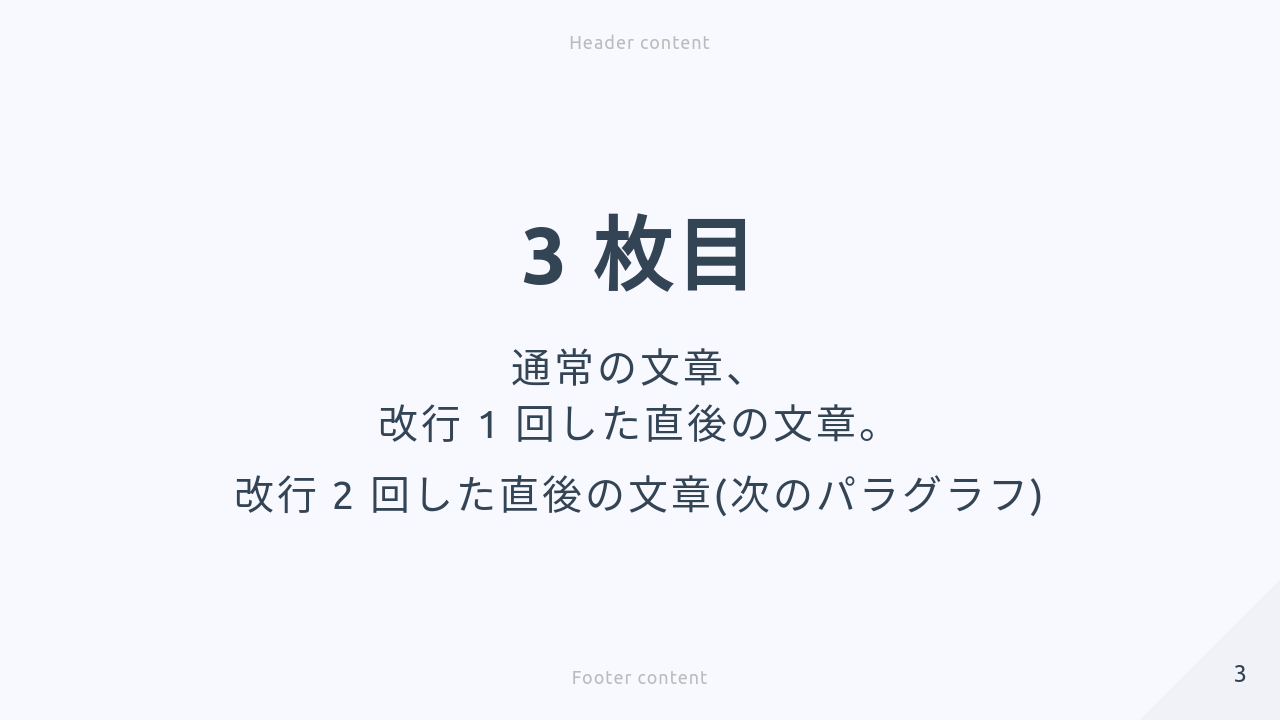 Header content
3 枚目
通常の文章、
改行 1 回した直後の文章。
改行 2 回した直後の文章(次のパラグラフ)
Footer content
3